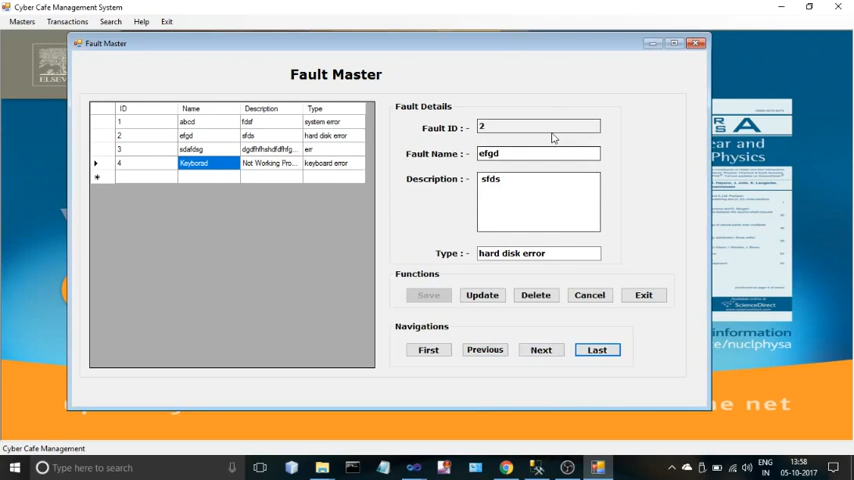 Cyber Cafe Management System
Masters Transactions Search Help Exit
Fault Master
Fault Master
ELSEVIER
ID Name Description Type
1 abcd fdsf system error
2 efgd sfds hard disk error
3 sdafdsg dgdfhfhshdfdfhfg... err
4 Keyborad Not Working Pro... keyboard error
Fault Details
Fault ID : - 2
Fault Name : - efgd
Description : - sfds
Type : - hard disk error
Functions
Save Update Delete Cancel Exit
Navigations
First Previous Next Last
S A
ear and
Physics
ScienceDirect
information
e/nuclphysa
me net
Cyber Cafe Management
Type here to search
ENG
IN
13:58
05-10-2017